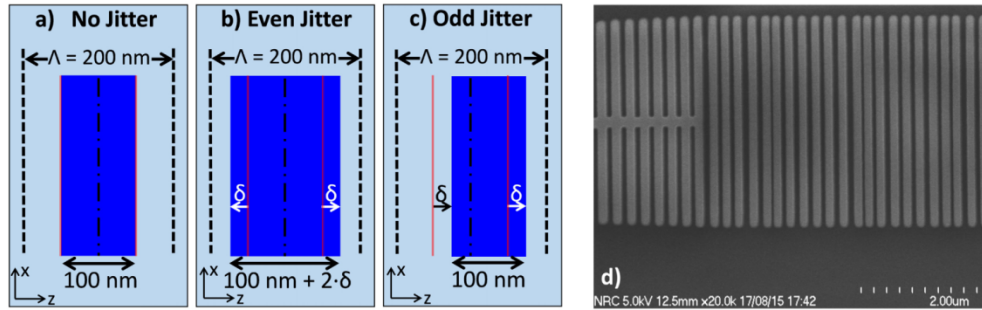 a) No Jitter
Λ = 200 nm
δ
100 nm
x
z
b) Even Jitter
Λ = 200 nm
δ δ
100 nm + 2·δ
x
z
c) Odd Jitter
Λ = 200 nm
δ δ
100 nm
x
z
d)
NRC 5.0kV 12.5mm x20.0k 17/08/15 17:42
2.00um